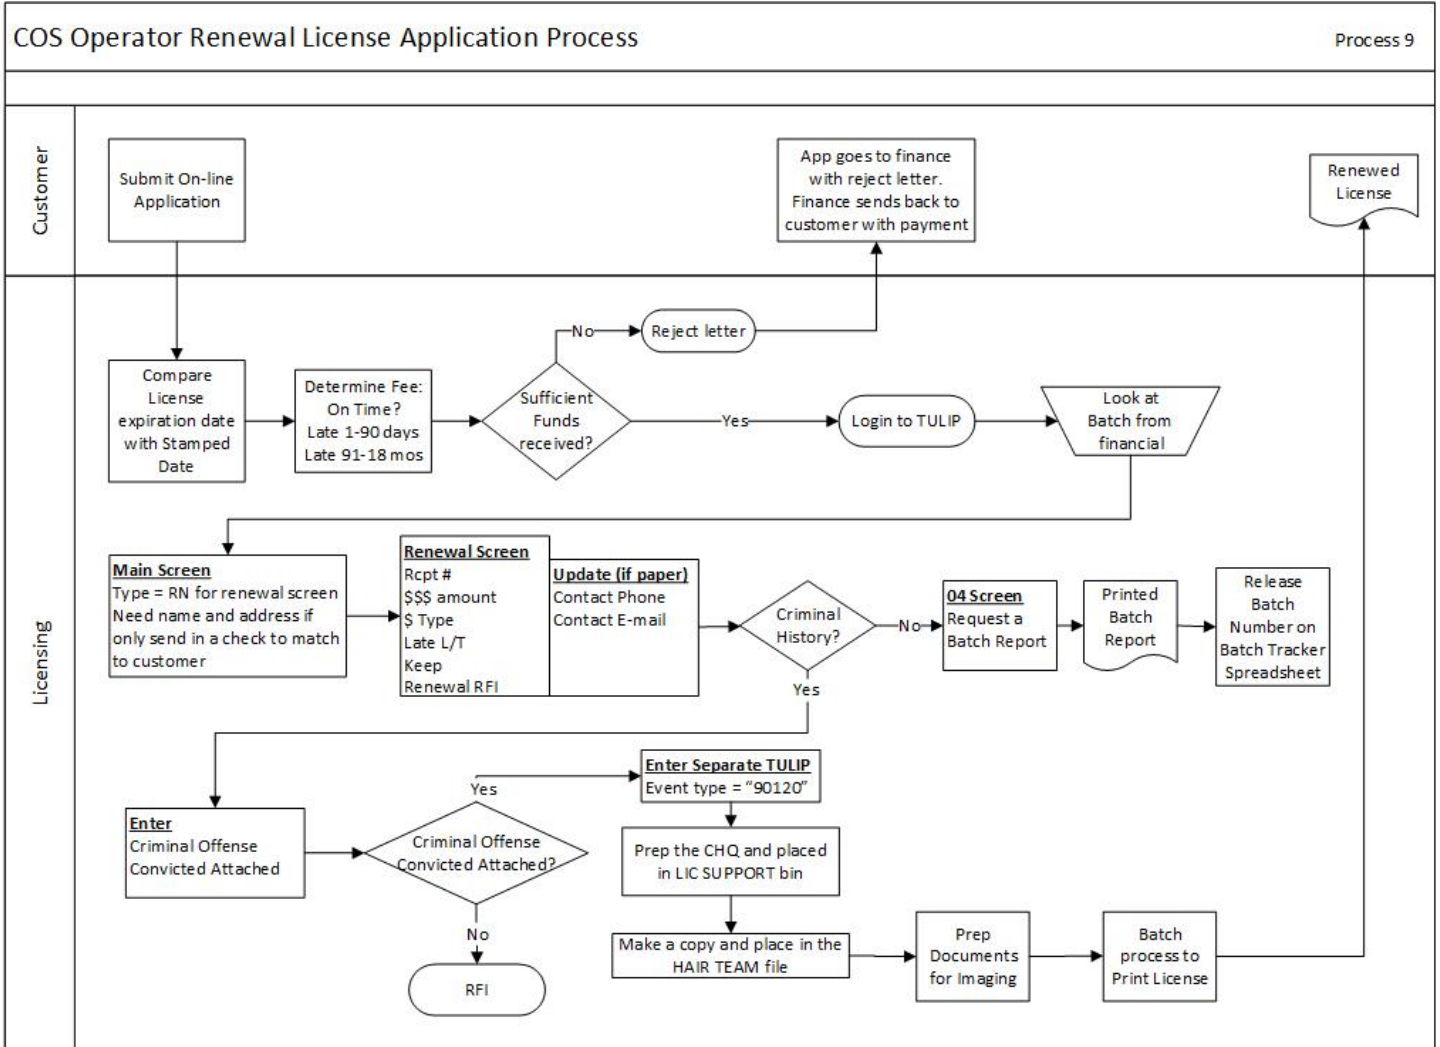 COS Operator Renewal License Application Process
Process 9
Customer
Submit On-line
Application
App goes to finance
with reject letter.
Finance sends back to
customer with payment
Renewed
License
Licensing
No
Reject letter
Compare
License
expiration date
with Stamped
Date
Determine Fee:
On Time?
Late 1-90 days
Late 91-18 mos
Sufficient
Funds
received?
Yes
Login to TULIP
Look at
Batch from
financial
Main Screen
Type = RN for renewal screen
Need name and address if
only send in a check to match
to customer
Renewal Screen
Rcpt #
$$$ amount
$ Type
Late L/T
Keep
Renewal RFI
Update (if paper)
Contact Phone
Contact E-mail
Criminal
History?
No
04 Screen
Request a
Batch Report
Printed
Batch
Report
Release
Batch
Number on
Batch Tracker
Spreadsheet
Yes
Enter
Criminal Offense
Convicted Attached
Criminal Offense
Convicted Attached?
Yes
Enter Separate TULIP
Event type = “90120”
Prep the CHQ and placed
in LIC SUPPORT bin
Make a copy and place in the
HAIR TEAM file
Prep
Documents
for Imaging
Batch
process to
Print License
No
RFI